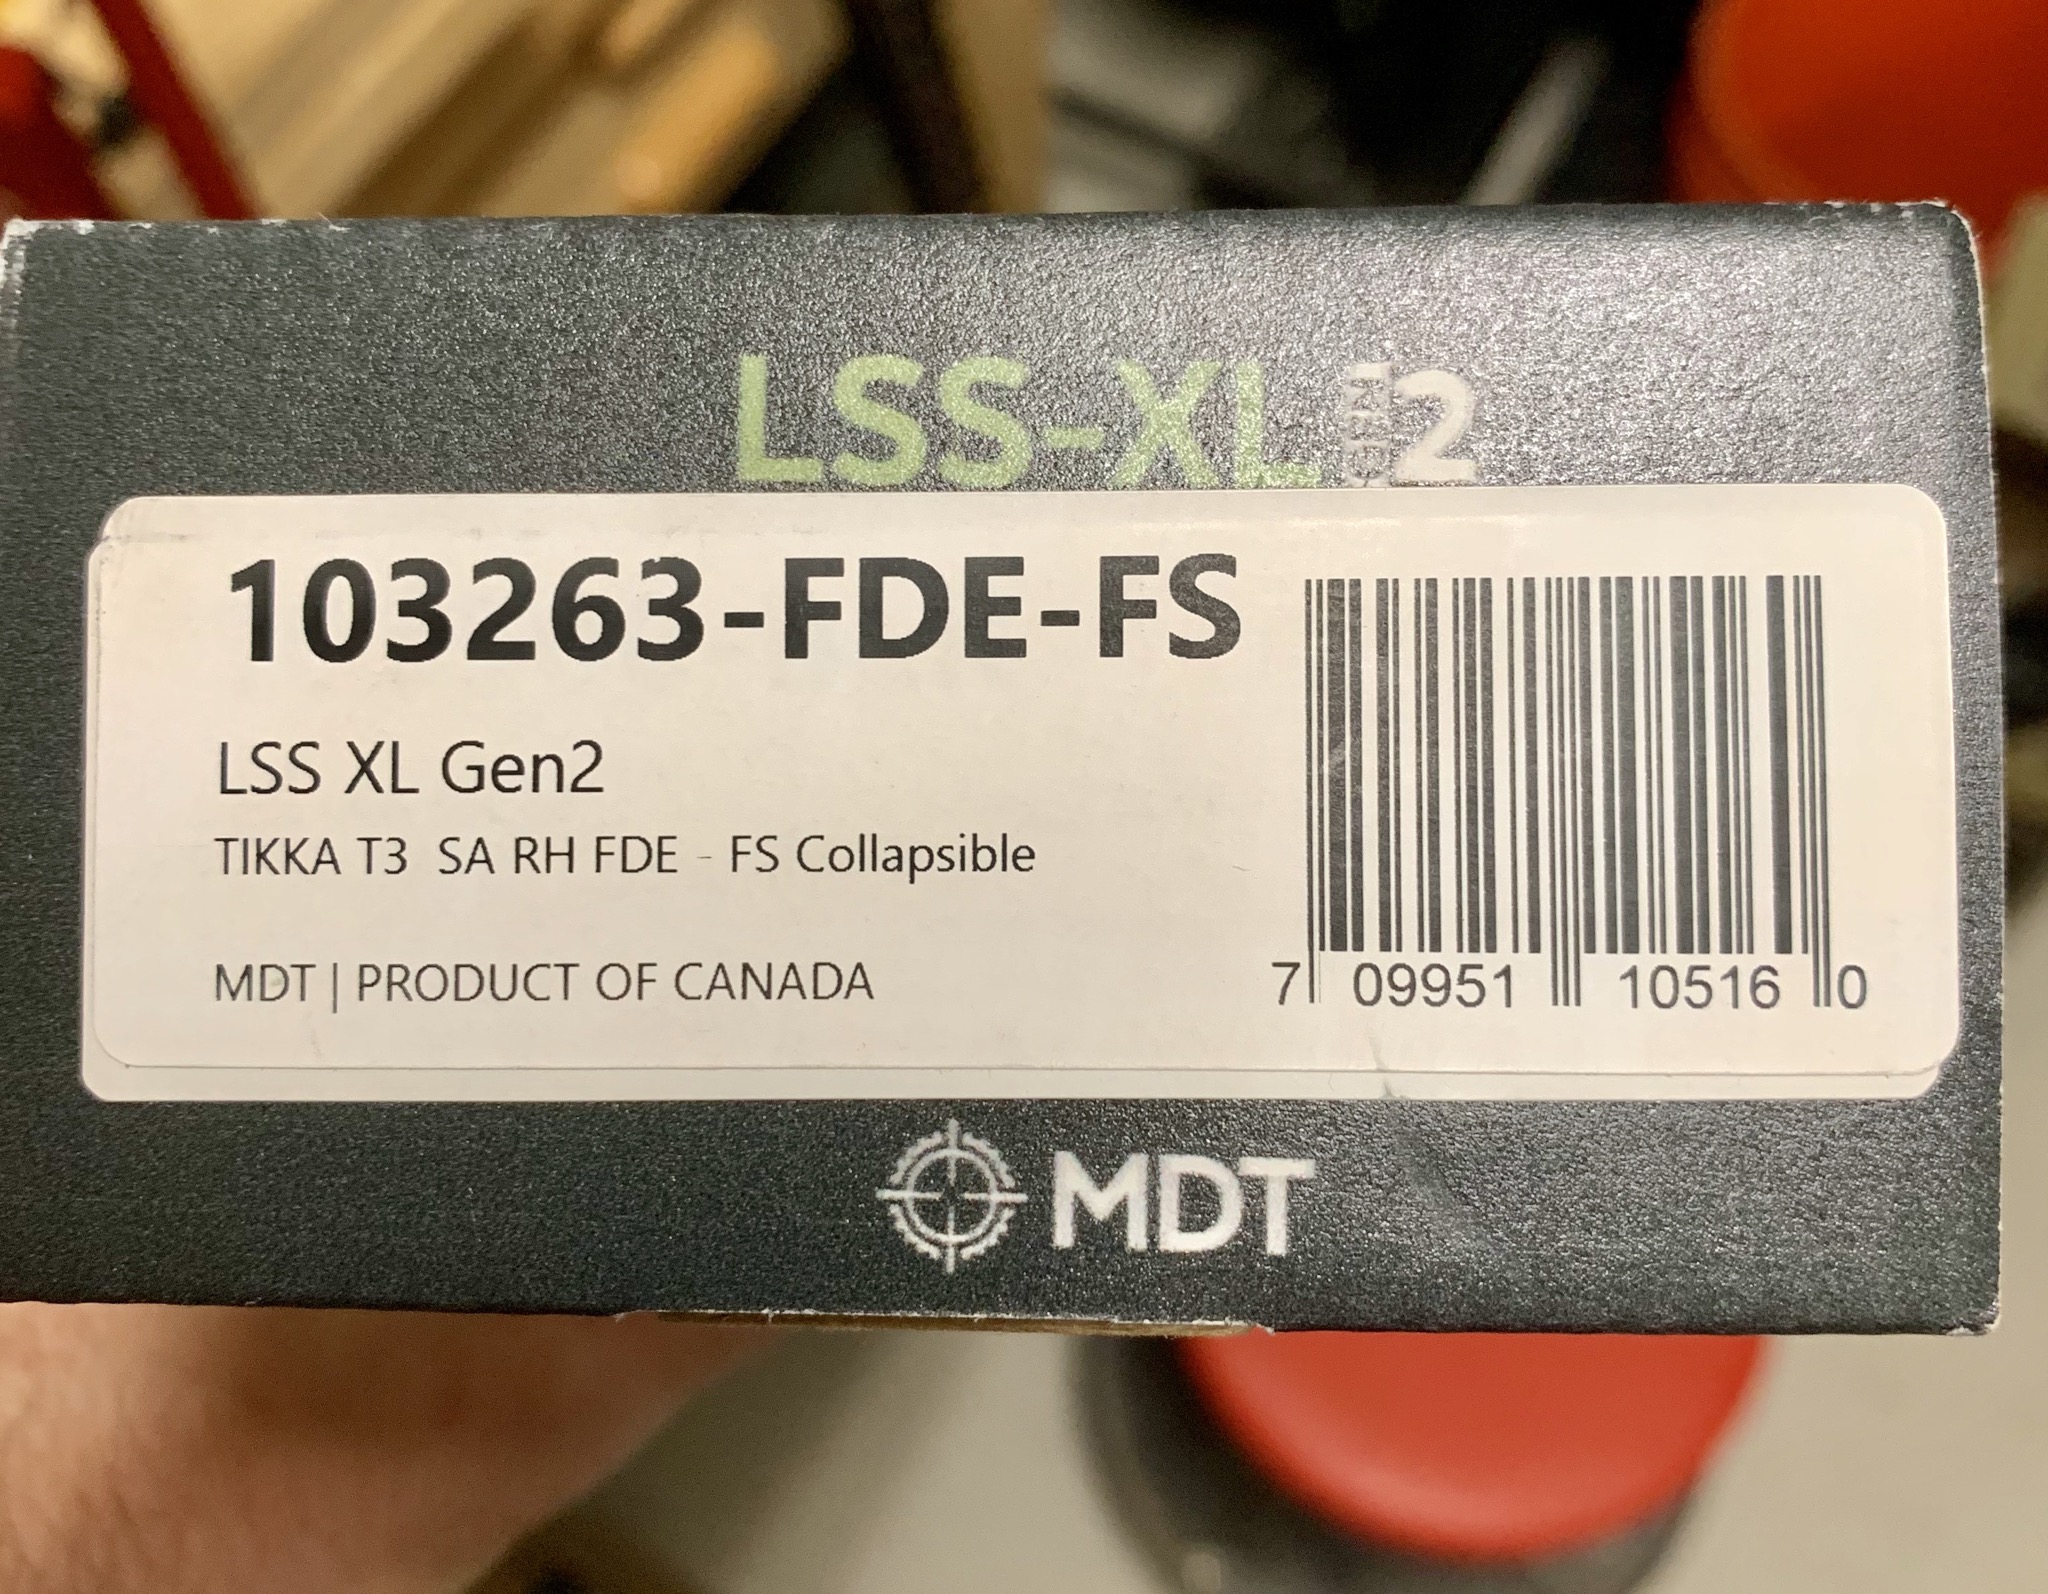 LSS-XL GEN 2
103263-FDE-FS
LSS XL Gen2
TIKKA T3 SA RH FDE - FS Collapsible
MDT | PRODUCT OF CANADA
7 09951 10516 0
MDT